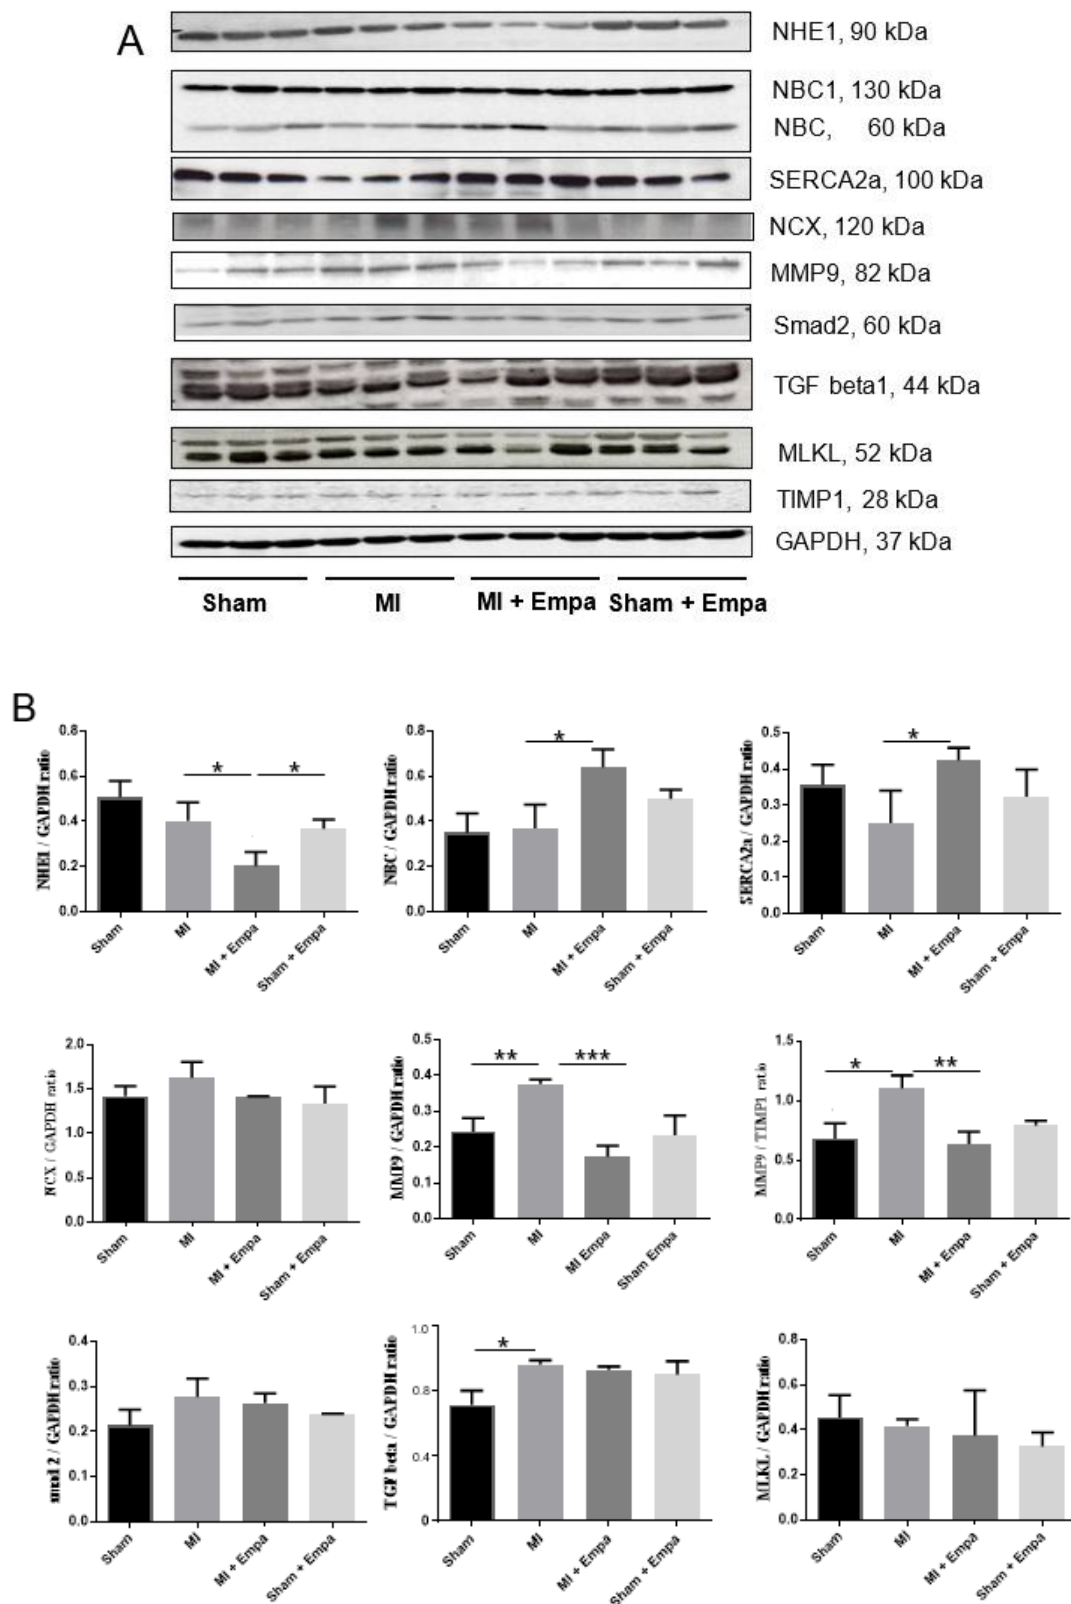 A
NHE1, 90 kDa
NBC1, 130 kDa
NBC, 60 kDa
SERCA2a, 100 kDa
NCX, 120 kDa
MMP9, 82 kDa
Smad2, 60 kDa
TGF beta1, 44 kDa
MLKL, 52 kDa
TIMP1, 28 kDa
GAPDH, 37 kDa
Sham MI MI + Empa Sham + Empa
B
NHE1 / GAPDH ratio
0.8
0.6
0.4
0.2
0.0
* *
Sham MI MI + Empa Sham + Empa
NBC / GAPDH ratio
0.8
0.6
0.4
0.2
0.0
*
Sham MI MI + Empa Sham + Empa
SERCA2a / GAPDH ratio
0.5
0.4
0.3
0.2
0.1
0.0
*
Sham MI MI + Empa Sham + Empa
NCX / GAPDH ratio
2.0
1.5
1.0
0.5
0.0
Sham MI MI + Empa Sham + Empa
MMP9 / GAPDH ratio
0.5
0.4
0.3
0.2
0.1
0.0
** ***
Sham MI MI Empa Sham Empa
MMP9 / TIMP1 ratio
1.5
1.0
0.5
0.0
* **
Sham MI MI + Empa Sham + Empa
smad 2 / GAPDH ratio
0.4
0.3
0.2
0.1
0.0
Sham MI MI + Empa Sham + Empa
TGF beta / GAPDH ratio
1.0
0.8
0.4
0
*
Sham MI MI + Empa Sham + Empa
MLKL / GAPDH ratio
0.8
0.6
0.4
0.2
0.0
Sham MI MI + Empa Sham + Empa